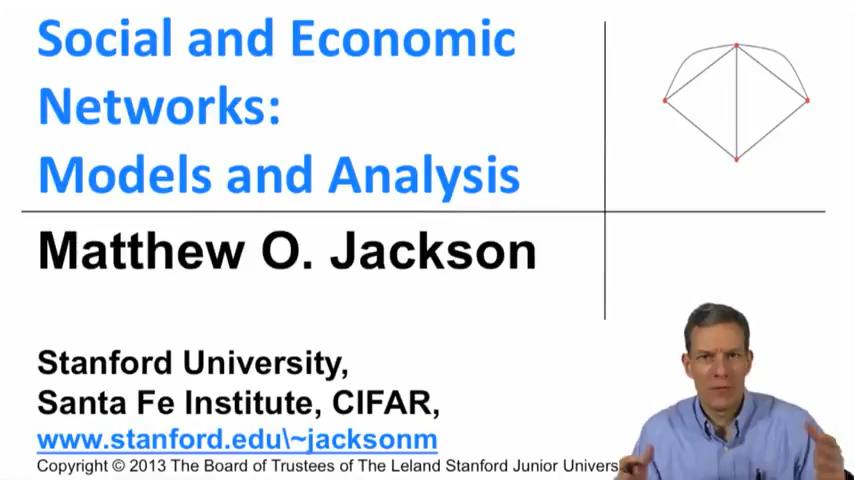 Social and Economic
Networks:
Models and Analysis
Matthew O. Jackson
Stanford University,
Santa Fe Institute, CIFAR,
www.stanford.edu\~jacksonm
Copyright © 2013 The Board of Trustees of The Leland Stanford Junior